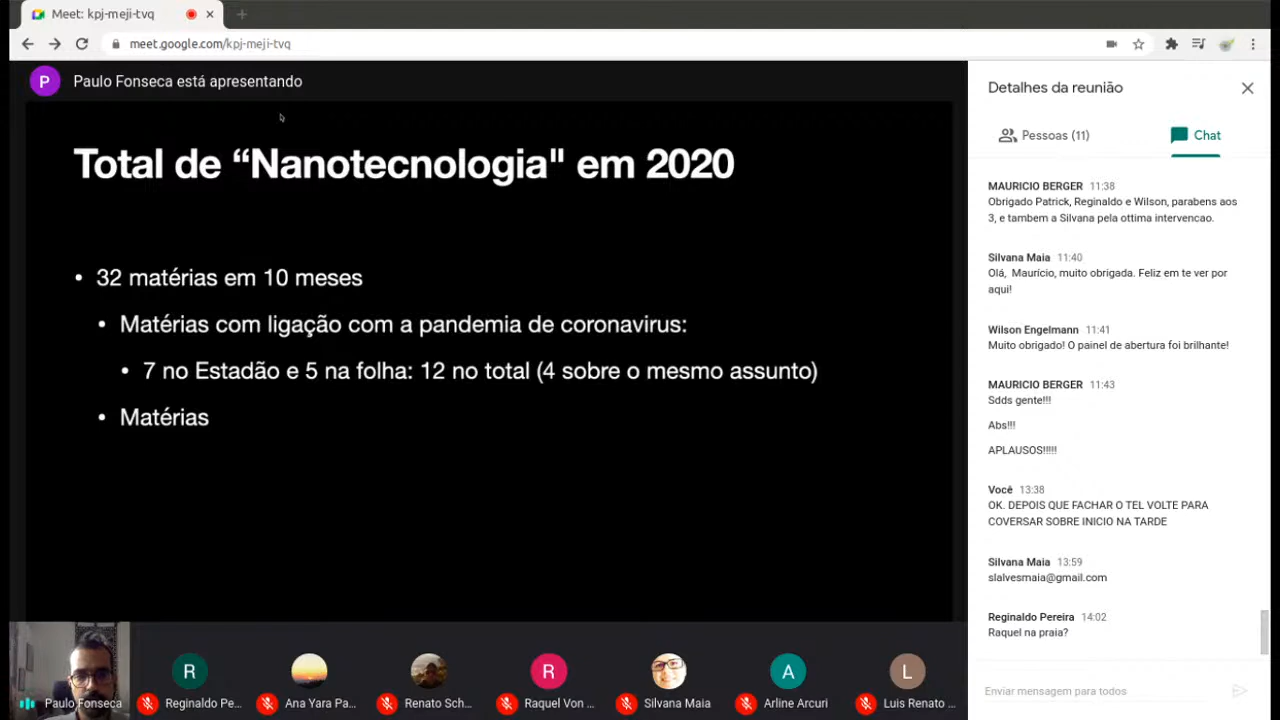 Meet: kpj-meji-tvq
meet.google.com/kpj-meji-tvq
P
Paulo Fonseca está apresentando
Total de “Nanotecnologia" em 2020
• 32 matérias em 10 meses
• Matérias com ligação com a pandemia de coronavirus:
• 7 no Estadão e 5 na folha: 12 no total (4 sobre o mesmo assunto)
• Matérias
Paulo Fonseca
R
Reginaldo Pe...
Ana Yara Pa...
Renato Sch...
R
Raquel Von ...
Silvana Maia
A
Arline Arcuri
L
Luis Renato ...
Detalhes da reunião
Pessoas (11)
Chat
MAURICIO BERGER 11:38
Obrigado Patrick, Reginaldo e Wilson, parabens aos
3, e tambem a Silvana pela ottima intervencao.
Silvana Maia 11:40
Olá, Maurício, muito obrigada. Feliz em te ver por
aqui!
Wilson Engelmann 11:41
Muito obrigado! O painel de abertura foi brilhante!
MAURICIO BERGER 11:43
Sdds gente!!!
Abs!!!
APLAUSOS!!!!!
Você 13:38
OK. DEPOIS QUE FACHAR O TEL VOLTE PARA
COVERSAR SOBRE INICIO NA TARDE
Silvana Maia 13:59
slalvesmaia@gmail.com
Reginaldo Pereira 14:02
Raquel na praia?
Enviar mensagem para todos